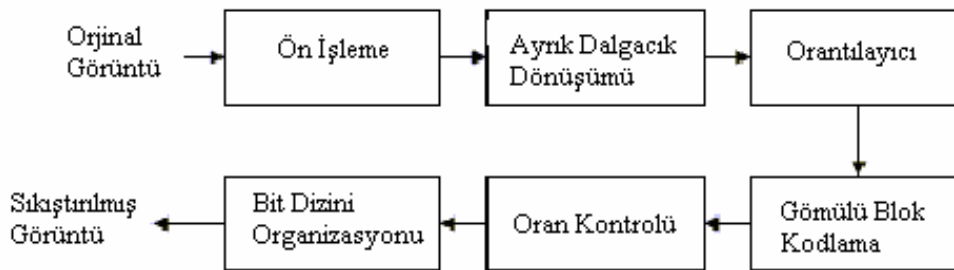 Orjinal
Görüntü
Ön İşleme
Ayrık Dalgacık
Dönüşümü
Orantılayıcı
Gömülü Blok
Kodlama
Oran Kontrolü
Bit Dizini
Organizasyonu
Sıkıştırılmış
Görüntü